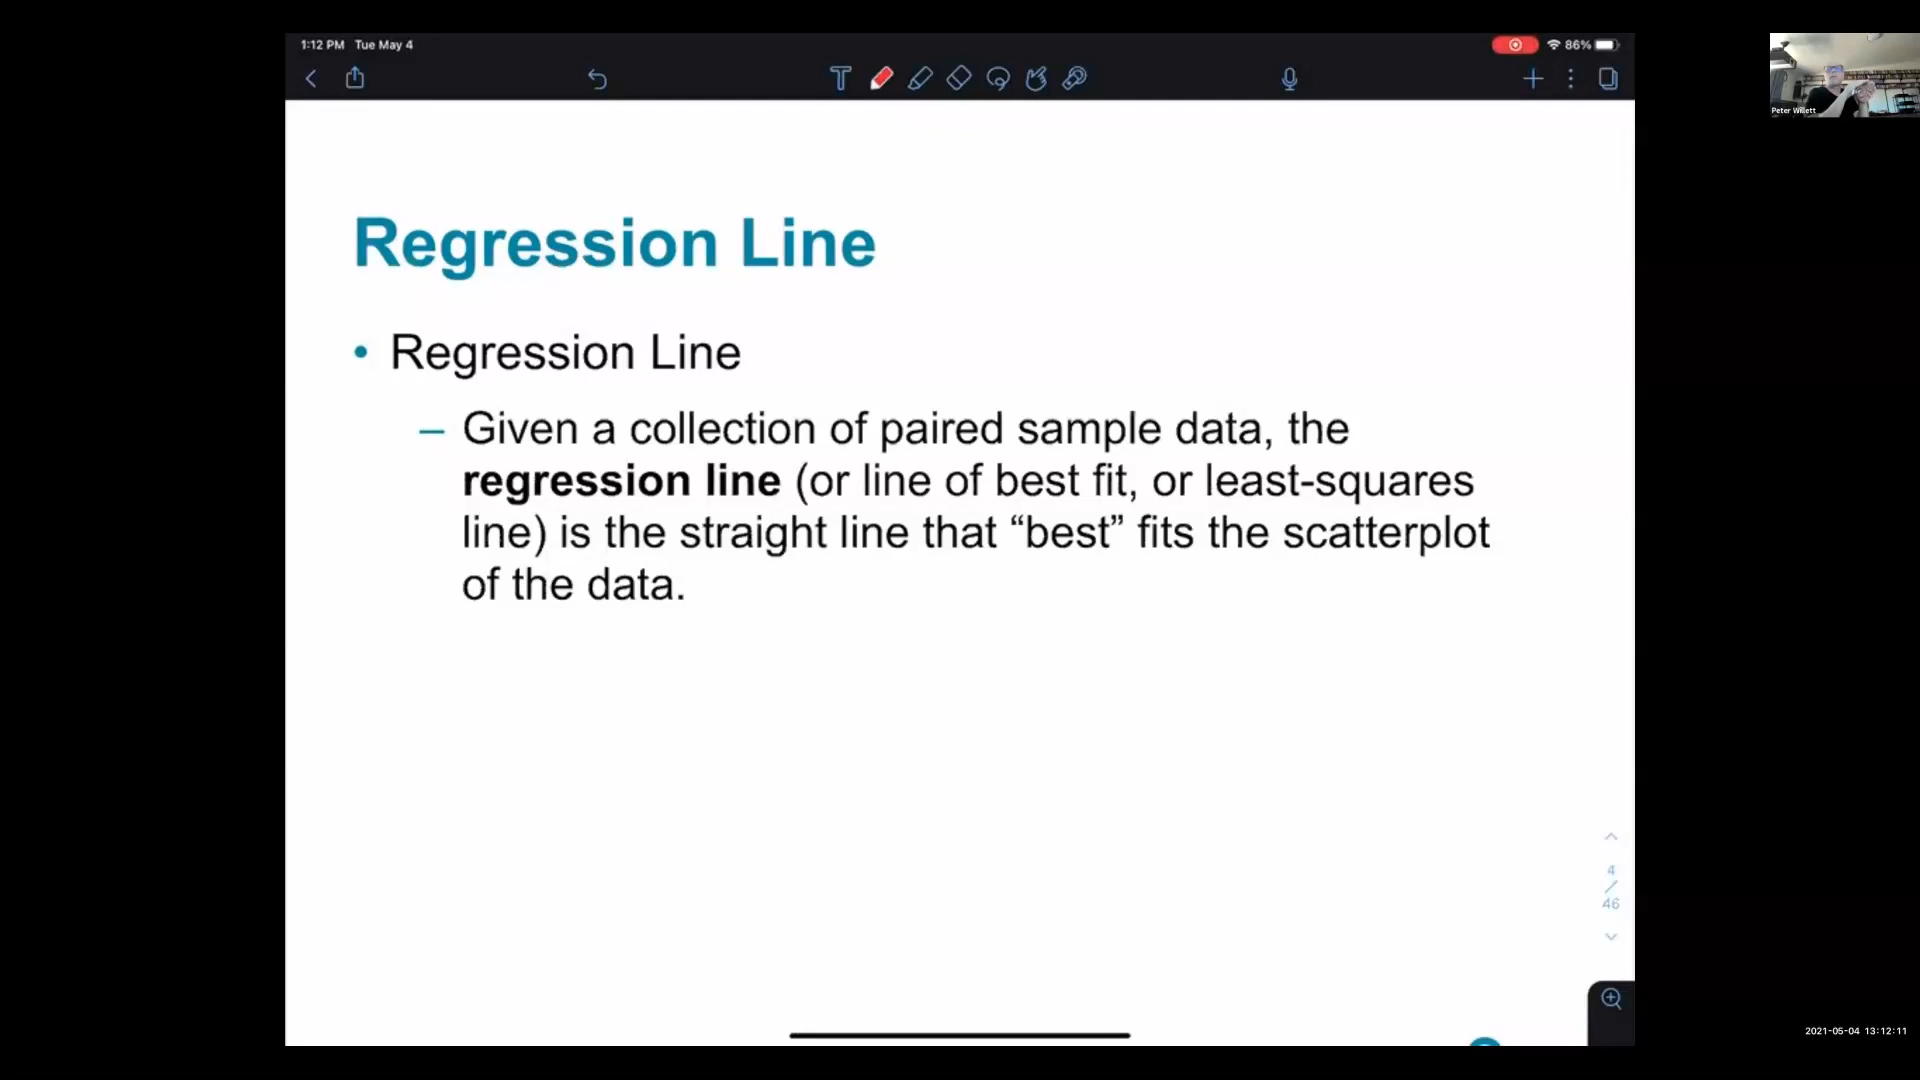 1:12 PM Tue May 4
86%
Peter Willett
Regression Line
• Regression Line
– Given a collection of paired sample data, the
regression line (or line of best fit, or least-squares
line) is the straight line that “best” fits the scatterplot
of the data.
4
/
46
2021-05-04 13:12:11